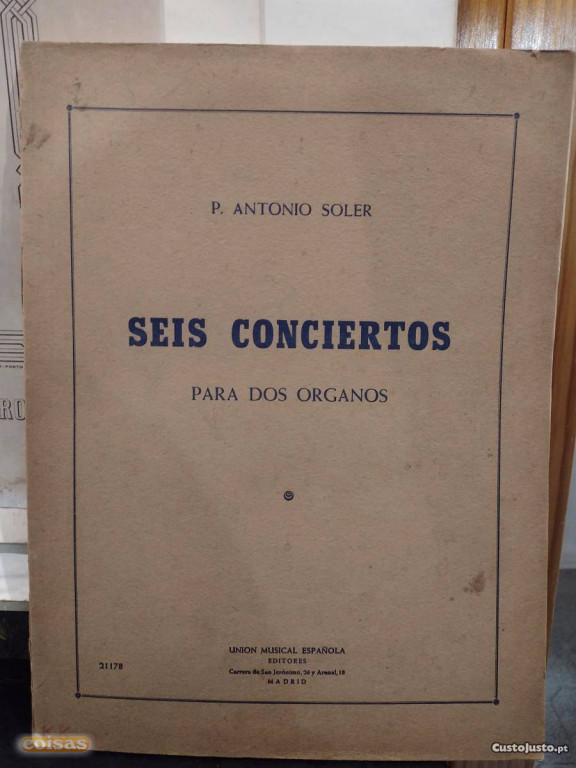 P. ANTONIO SOLER
SEIS CONCIERTOS
PARA DOS ORGANOS
UNION MUSICAL ESPAÑOLA
EDITORES
Carrera de San Jerónimo, 26 y Arenal, 18
MADRID
21178
RO
coisas
CustoJusto.pt